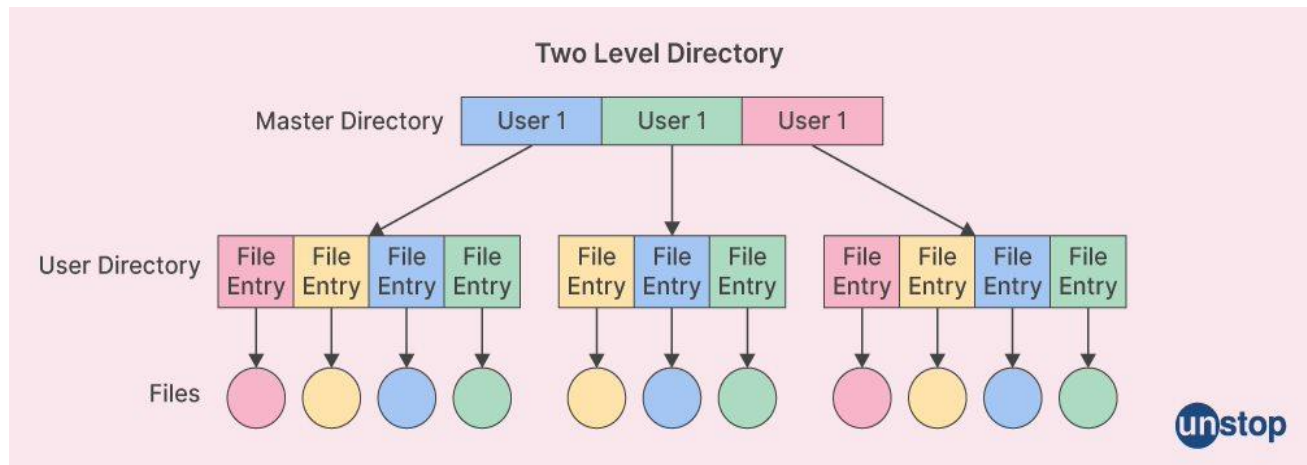 Two Level Directory
Master Directory User 1 User 1 User 1
User Directory
File Entry File Entry File Entry File Entry
File Entry File Entry File Entry
File Entry File Entry File Entry File Entry
Files
unstop